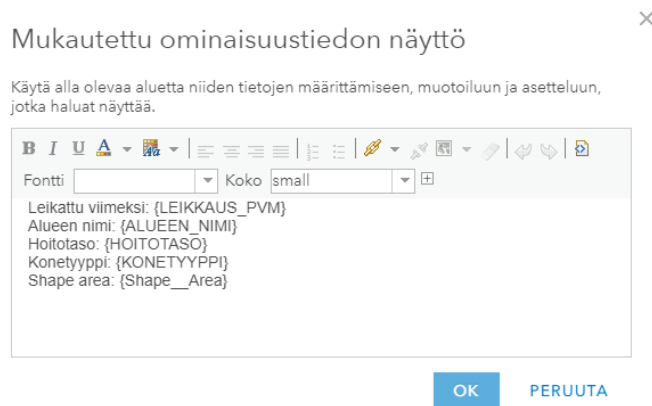 Mukautettu ominaisuustiedon näyttö
Käytä alla olevaa aluetta niiden tietojen määrittämiseen, muotoiluun ja asetteluun,
jotka haluat näyttää.
B I U A
Fontti Koko small
Leikattu viimeksi: {LEIKKAUS_PVM}
Alueen nimi: {ALUEEN_NIMI}
Hoitotaso: {HOITOTASO}
Konetyyppi: {KONETYYPPI}
Shape area: {Shape__Area}
OK PERUUTA